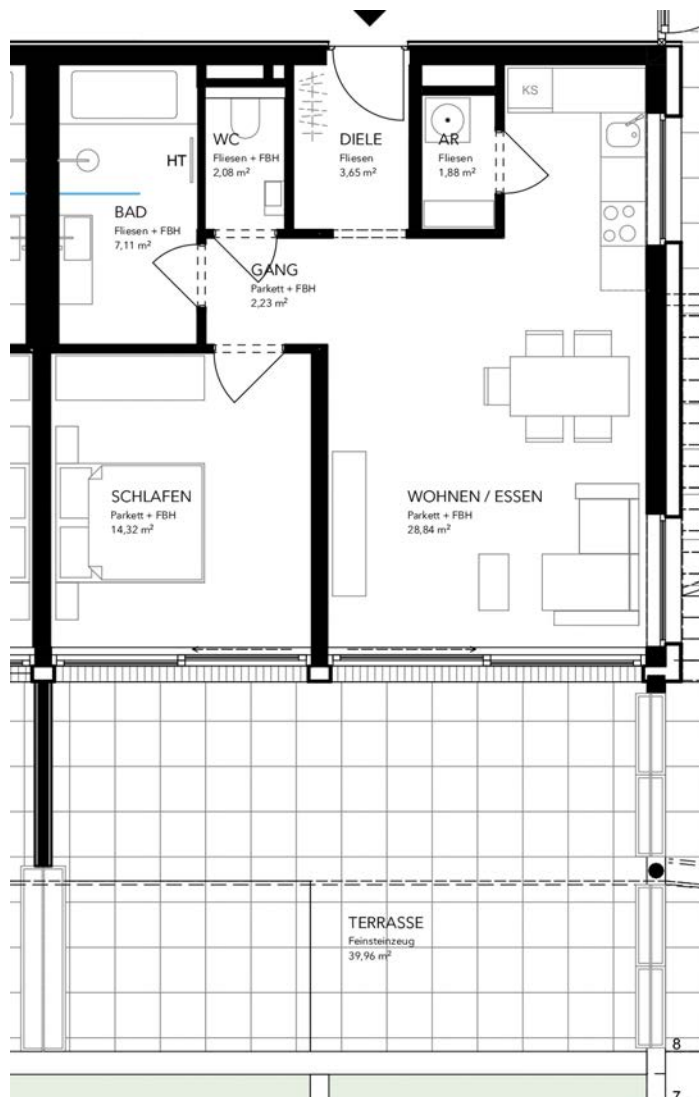 KS
WC
Fliesen + FBH
2,08 m²
DIELE
Fliesen
3,65 m²
AR
Fliesen
1,88 m²
HT
BAD
Fliesen + FBH
7,11 m²
GANG
Parkett + FBH
2,23 m²
SCHLAFEN
Parkett + FBH
14,32 m²
WOHNEN / ESSEN
Parkett + FBH
28,84 m²
TERRASSE
Feinsteinzeug
39,96 m²
8
7